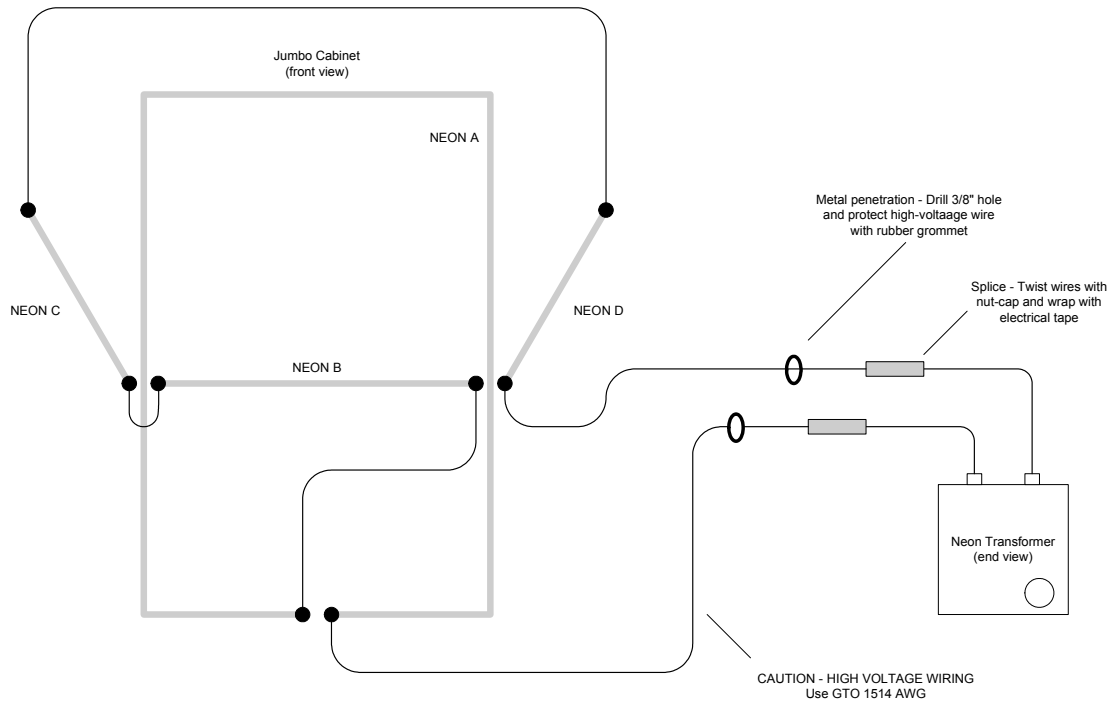 Jumbo Cabinet
(front view)
NEON A
Metal penetration - Drill 3/8" hole
and protect high-voltaage wire
with rubber grommet
Splice - Twist wires with
nut-cap and wrap with
electrical tape
NEON C
NEON D
NEON B
Neon Transformer
(end view)
CAUTION - HIGH VOLTAGE WIRING
Use GTO 1514 AWG